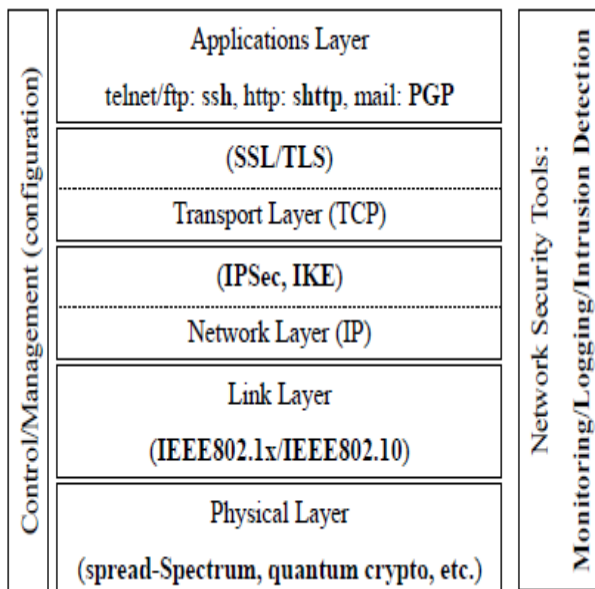 Control/Management (configuration)
Applications Layer
telnet/ftp: ssh, http: shttp, mail: PGP
(SSL/TLS)
Transport Layer (TCP)
(IPSec, IKE)
Network Layer (IP)
Link Layer
(IEEE802.1x/IEEE802.10)
Physical Layer
(spread-Spectrum, quantum crypto, etc.)
Network Security Tools:
Monitoring/Logging/Intrusion Detection